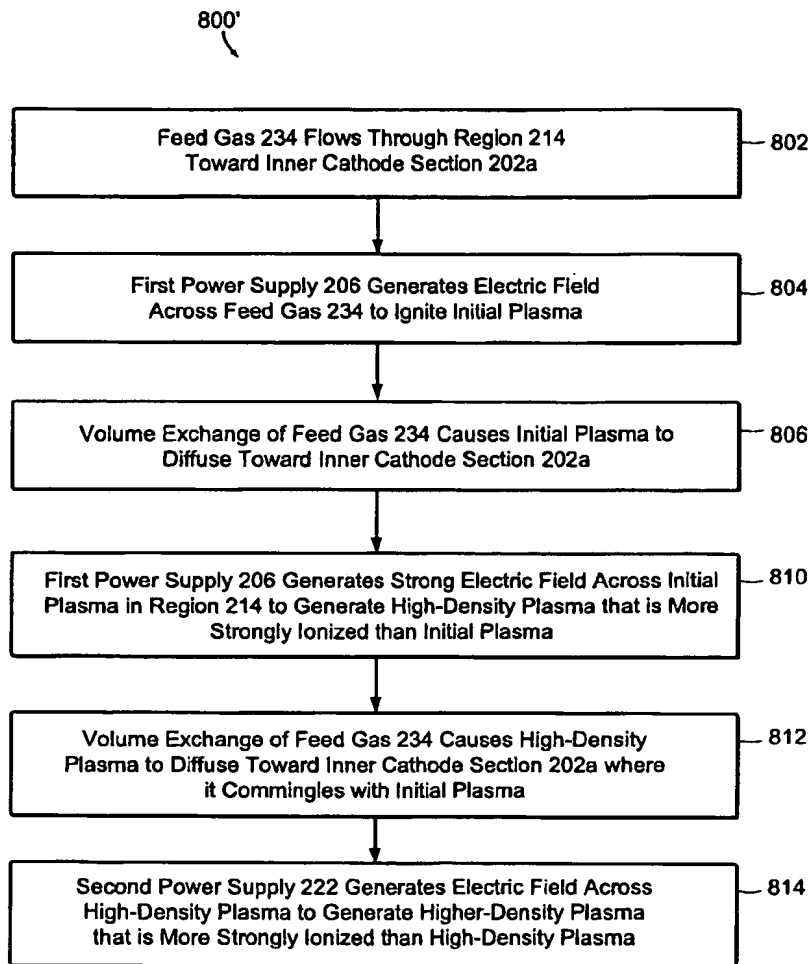 800'
Feed Gas 234 Flows Through Region 214
Toward Inner Cathode Section 202a
802
First Power Supply 206 Generates Electric Field
Across Feed Gas 234 to Ignite Initial Plasma
804
Volume Exchange of Feed Gas 234 Causes Initial Plasma to
Diffuse Toward Inner Cathode Section 202a
806
First Power Supply 206 Generates Strong Electric Field Across Initial
Plasma in Region 214 to Generate High-Density Plasma that is More
Strongly Ionized than Initial Plasma
810
Volume Exchange of Feed Gas 234 Causes High-Density
Plasma to Diffuse Toward Inner Cathode Section 202a where
it Commingles with Initial Plasma
812
Second Power Supply 222 Generates Electric Field Across
High-Density Plasma to Generate Higher-Density Plasma
that is More Strongly Ionized than High-Density Plasma
814